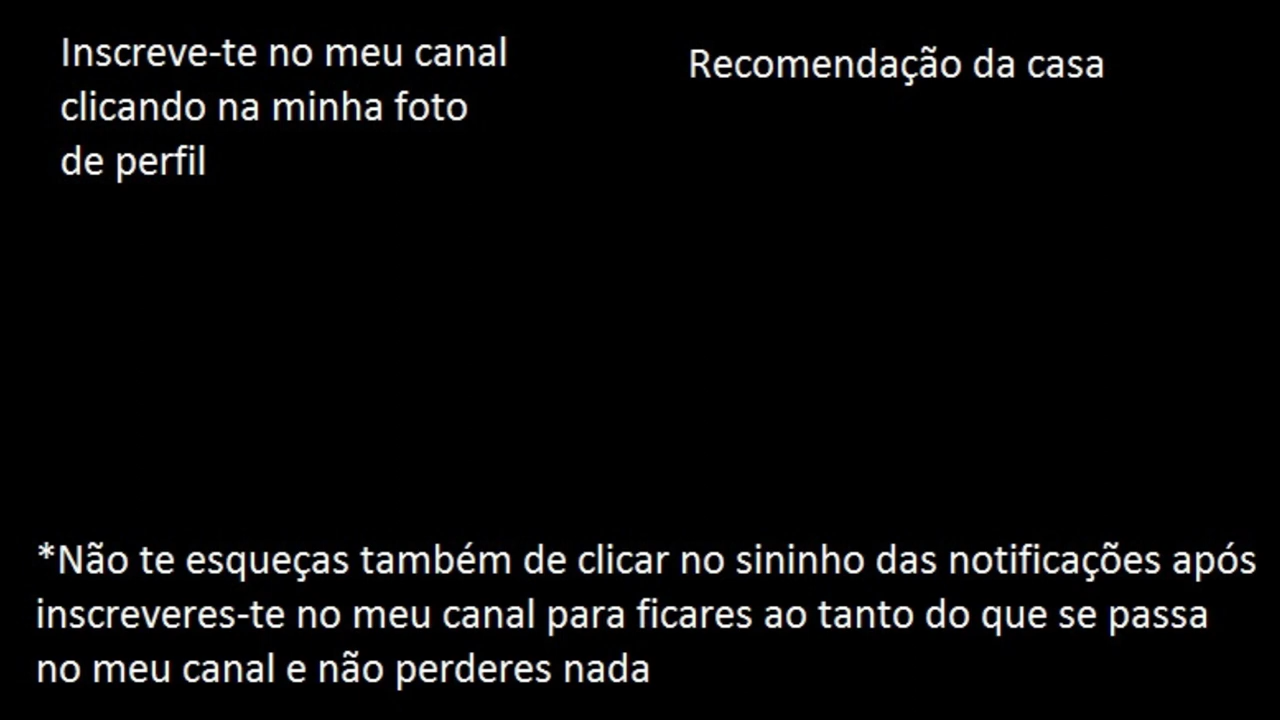 Inscreve-te no meu canal
clicando na minha foto
de perfil
Recomendação da casa
*Não te esqueças também de clicar no sininho das notificações após
inscreveres-te no meu canal para ficares ao tanto do que se passa
no meu canal e não perderes nada